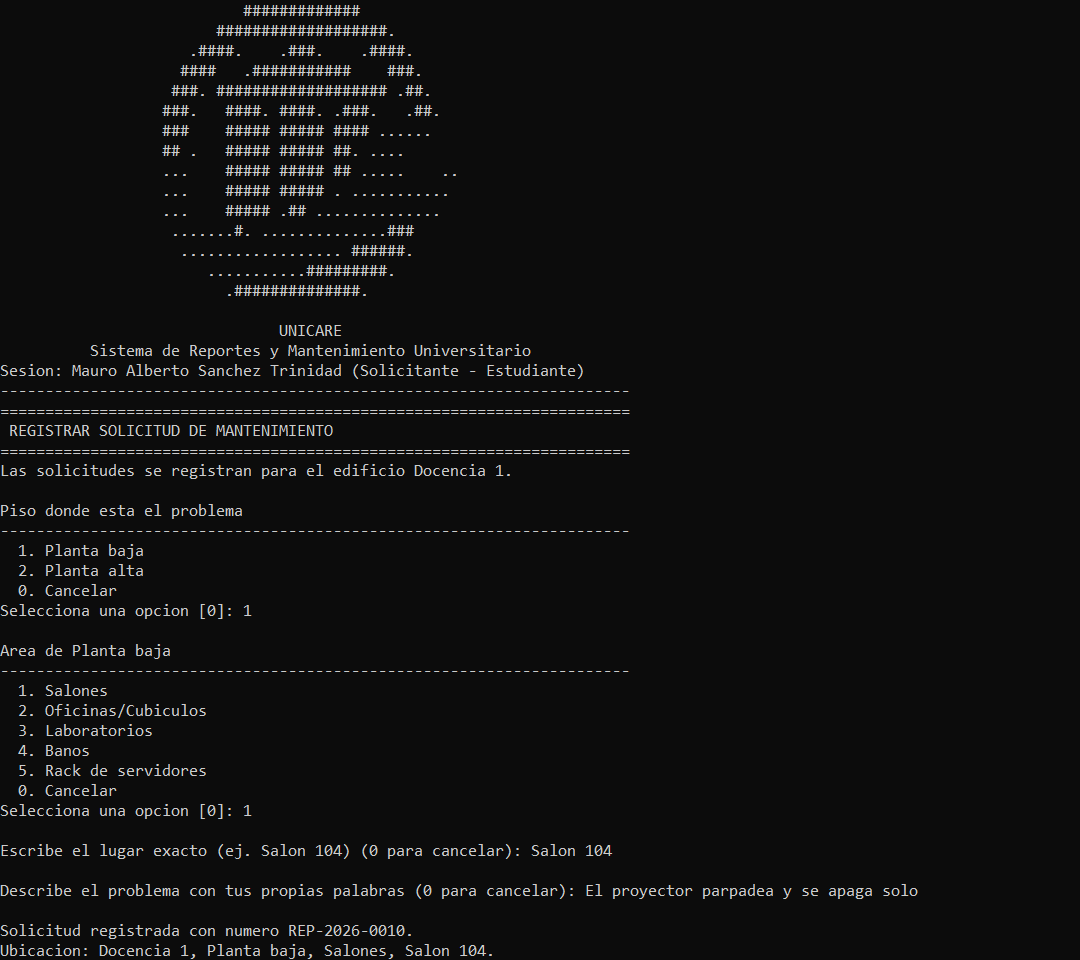 #############
###################.
.####.    .###.    .####.
####   .###########    ###.
###. ################### .##.
###.   ####. ####. .###.   .##.
###    ##### ##### #### ......
## .   ##### ##### ##. ....
...    ##### ##### ## .....    ..
...    ##### ##### . ...........
...    ##### .## ..............
.......#. ..............###
.................. ######.
...........#########.
.##############.
UNICARE
Sistema de Reportes y Mantenimiento Universitario
Sesion: Mauro Alberto Sanchez Trinidad (Solicitante - Estudiante)
----------------------------------------------------------------------
======================================================================
REGISTRAR SOLICITUD DE MANTENIMIENTO
======================================================================
Las solicitudes se registran para el edificio Docencia 1.
Piso donde esta el problema
----------------------------------------------------------------------
1. Planta baja
2. Planta alta
0. Cancelar
Selecciona una opcion [0]: 1
Area de Planta baja
----------------------------------------------------------------------
1. Salones
2. Oficinas/Cubiculos
3. Laboratorios
4. Banos
5. Rack de servidores
0. Cancelar
Selecciona una opcion [0]: 1
Escribe el lugar exacto (ej. Salon 104) (0 para cancelar): Salon 104
Describe el problema con tus propias palabras (0 para cancelar): El proyector parpadea y se apaga solo
Solicitud registrada con numero REP-2026-0010.
Ubicacion: Docencia 1, Planta baja, Salones, Salon 104.